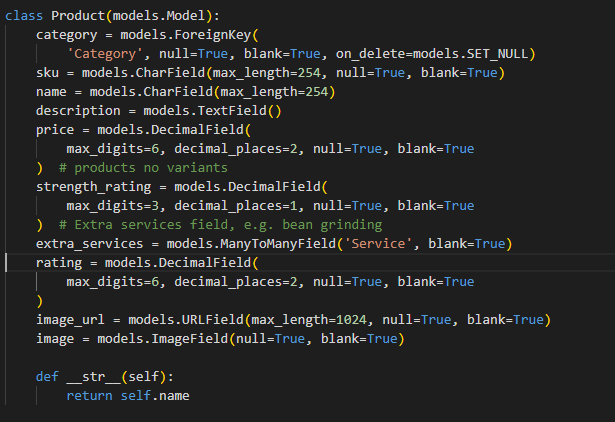 class Product(models.Model):
    category = models.ForeignKey(
        'Category', null=True, blank=True, on_delete=models.SET_NULL)
    sku = models.CharField(max_length=254, null=True, blank=True)
    name = models.CharField(max_length=254)
    description = models.TextField()
    price = models.DecimalField(
        max_digits=6, decimal_places=2, null=True, blank=True
    )  # products no variants
    strength_rating = models.DecimalField(
        max_digits=3, decimal_places=1, null=True, blank=True
    )  # Extra services field, e.g. bean grinding
    extra_services = models.ManyToManyField('Service', blank=True)
    rating = models.DecimalField(
        max_digits=6, decimal_places=2, null=True, blank=True
    )
    image_url = models.URLField(max_length=1024, null=True, blank=True)
    image = models.ImageField(null=True, blank=True)

    def __str__(self):
        return self.name